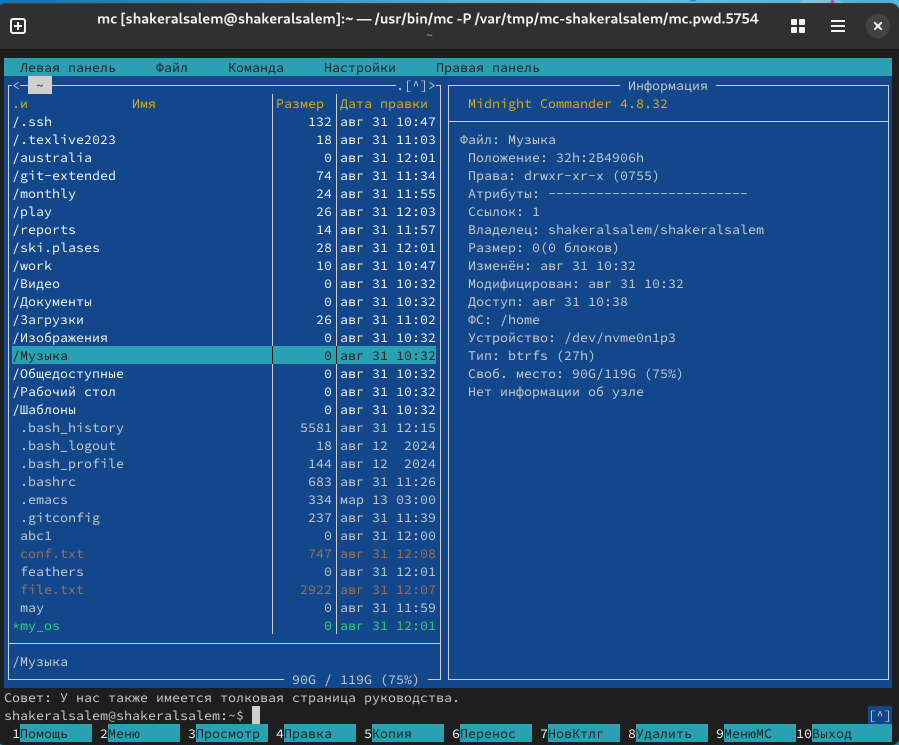 mc [shakeralsalem@shakeralsalem]:~ — /usr/bin/mc -P /var/tmp/mc-shakeralsalem/mc.pwd.5754
~
Левая панель Файл Команда Настройки Правая панель
<─ ~ .[^]>
.и Имя Размер Дата правки
/.ssh 132 авг 31 10:47
/.texlive2023 18 авг 31 11:03
/australia 0 авг 31 12:01
/git-extended 74 авг 31 11:34
/monthly 24 авг 31 11:55
/play 26 авг 31 12:03
/reports 14 авг 31 11:57
/ski.plases 28 авг 31 12:01
/work 10 авг 31 10:47
/Видео 0 авг 31 10:32
/Документы 0 авг 31 10:32
/Загрузки 26 авг 31 11:02
/Изображения 0 авг 31 10:32
/Музыка 0 авг 31 10:32
/Общедоступные 0 авг 31 10:32
/Рабочий стол 0 авг 31 10:32
/Шаблоны 0 авг 31 10:32
.bash_history 5581 авг 31 12:15
.bash_logout 18 авг 12 2024
.bash_profile 144 авг 12 2024
.bashrc 683 авг 31 11:26
.emacs 334 мар 13 03:00
.gitconfig 237 авг 31 11:39
abc1 0 авг 31 12:00
conf.txt 747 авг 31 12:08
feathers 0 авг 31 12:01
file.txt 2922 авг 31 12:07
may 0 авг 31 11:59
*my_os 0 авг 31 12:01
/Музыка
90G / 119G (75%)
Информация
Midnight Commander 4.8.32
Файл: Музыка
Положение: 32h:2B4906h
Права: drwxr-xr-x (0755)
Атрибуты: -------------------------
Ссылок: 1
Владелец: shakeralsalem/shakeralsalem
Размер: 0(0 блоков)
Изменён: авг 31 10:32
Модифицирован: авг 31 10:32
Доступ: авг 31 10:38
ФС: /home
Устройство: /dev/nvme0n1p3
Тип: btrfs (27h)
Своб. место: 90G/119G (75%)
Нет информации об узле
Совет: У нас также имеется толковая страница руководства.
shakeralsalem@shakeralsalem:~$ [^]
1Помощь 2Меню 3Просмотр 4Правка 5Копия 6Перенос 7НовКтлг 8Удалить 9МенюМС 10Выход